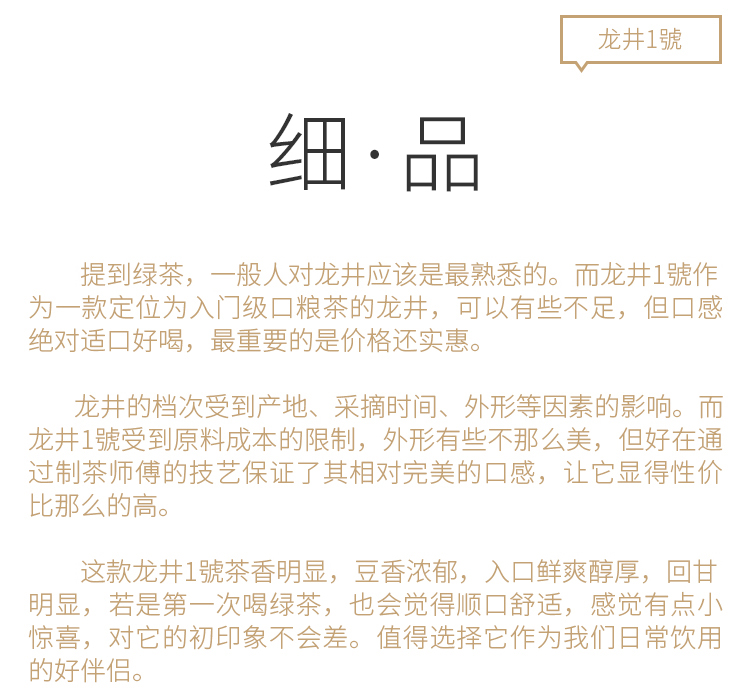 龙井1號
细·品
提到绿茶，一般人对龙井应该是最熟悉的。而龙井1號作
为一款定位为入门级口粮茶的龙井，可以有些不足，但口感
绝对适口好喝，最重要的是价格还实惠。
龙井的档次受到产地、采摘时间、外形等因素的影响。而
龙井1號受到原料成本的限制，外形有些不那么美，但好在通
过制茶师傅的技艺保证了其相对完美的口感，让它显得性价
比那么的高。
这款龙井1號茶香明显，豆香浓郁，入口鲜爽醇厚，回甘
明显，若是第一次喝绿茶，也会觉得顺口舒适，感觉有点小
惊喜，对它的初印象不会差。值得选择它作为我们日常饮用
的好伴侣。